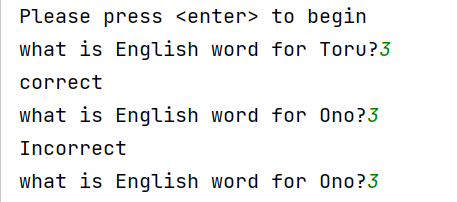 Please press <enter> to begin
what is English word for Toru?3
correct
what is English word for Ono?3
Incorrect
what is English word for Ono?3